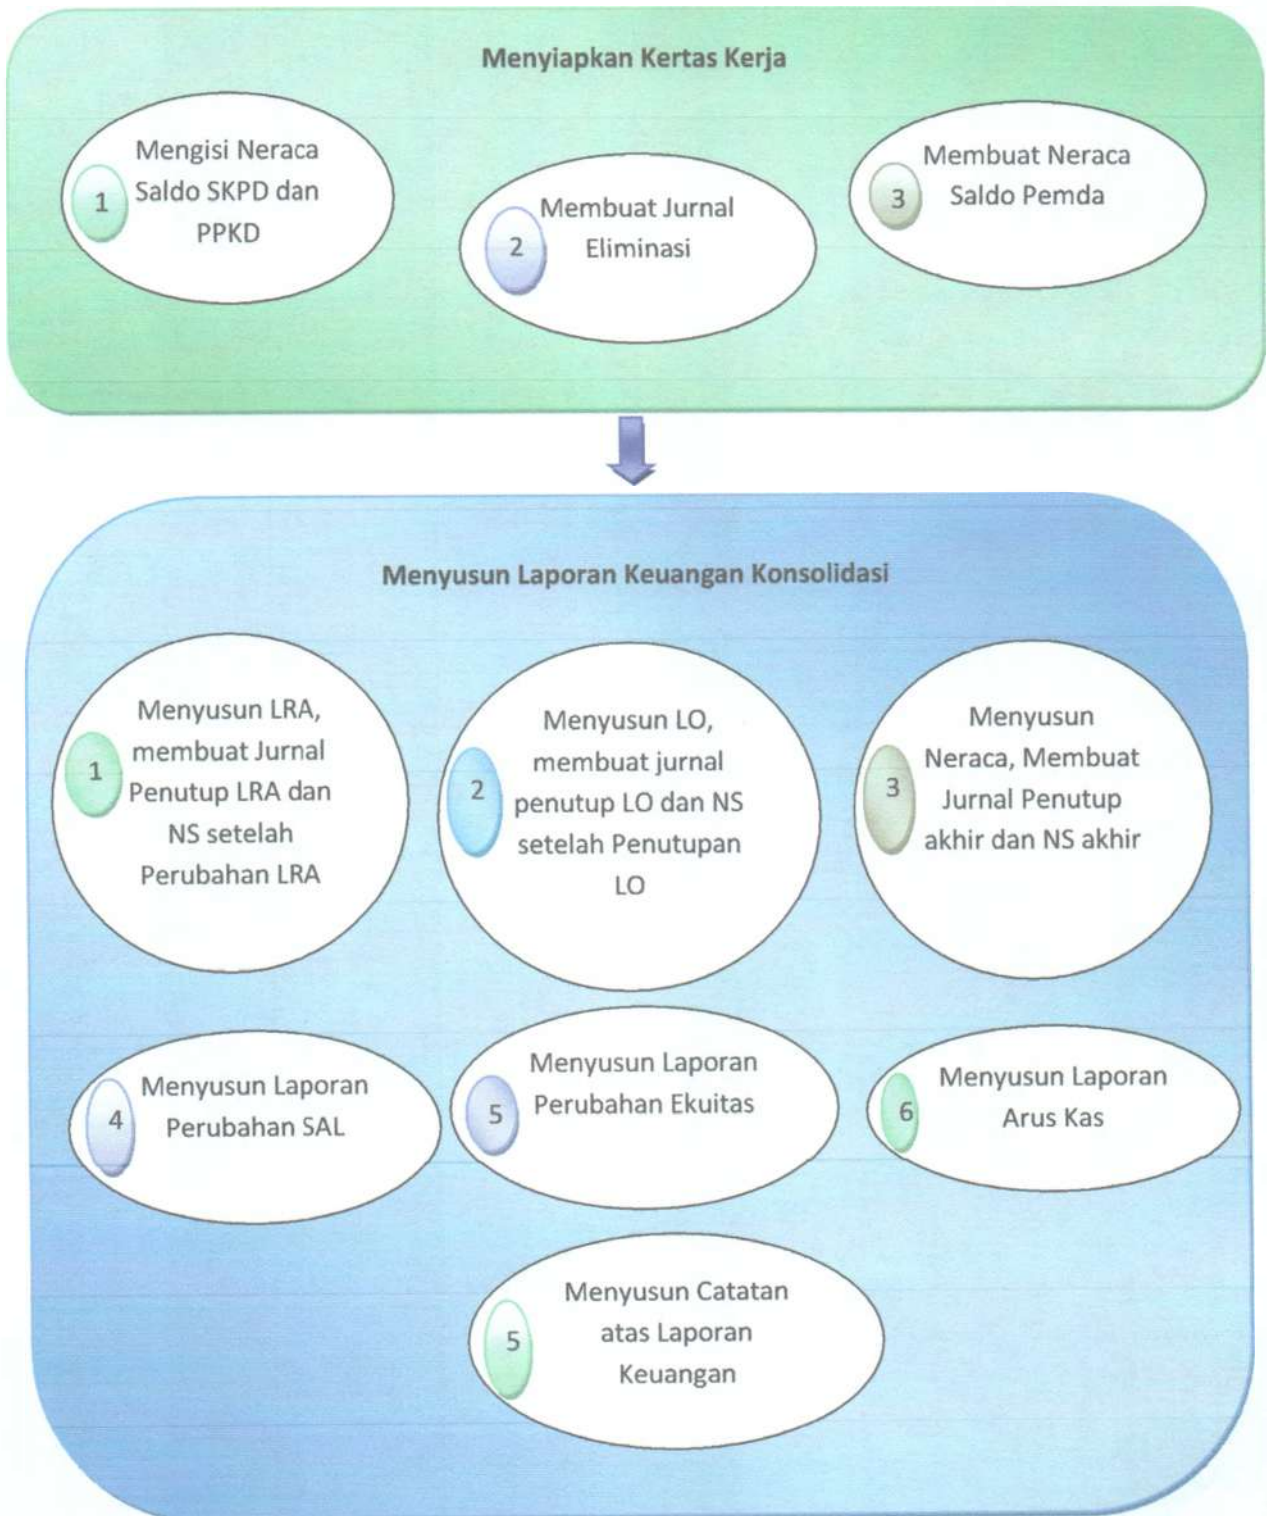 Menyiapkan Kertas Kerja
1
Mengisi Neraca
Saldo SKPD dan
PPKD
2
Membuat Jurnal
Eliminasi
3
Membuat Neraca
Saldo Pemda
Menyusun Laporan Keuangan Konsolidasi
1
Menyusun LRA,
membuat Jurnal
Penutup LRA dan
NS setelah
Perubahan LRA
2
Menyusun LO,
membuat jurnal
penutup LO dan NS
setelah Penutupan
LO
3
Menyusun
Neraca, Membuat
Jurnal Penutup
akhir dan NS akhir
4
Menyusun Laporan
Perubahan SAL
5
Menyusun Laporan
Perubahan Ekuitas
6
Menyusun Laporan
Arus Kas
5
Menyusun Catatan
atas Laporan
Keuangan